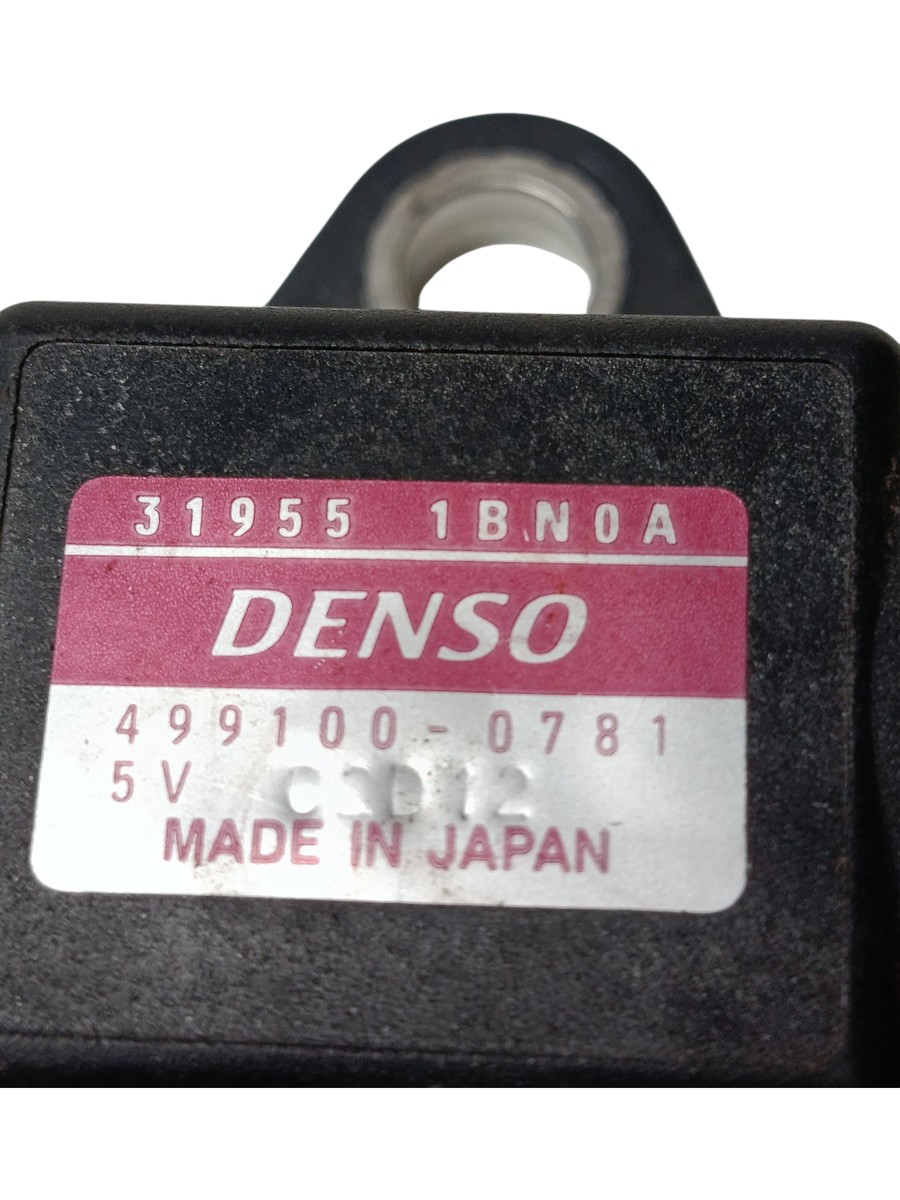 31955 1BN0A
DENSO
499100-0781
5V
MADE IN JAPAN